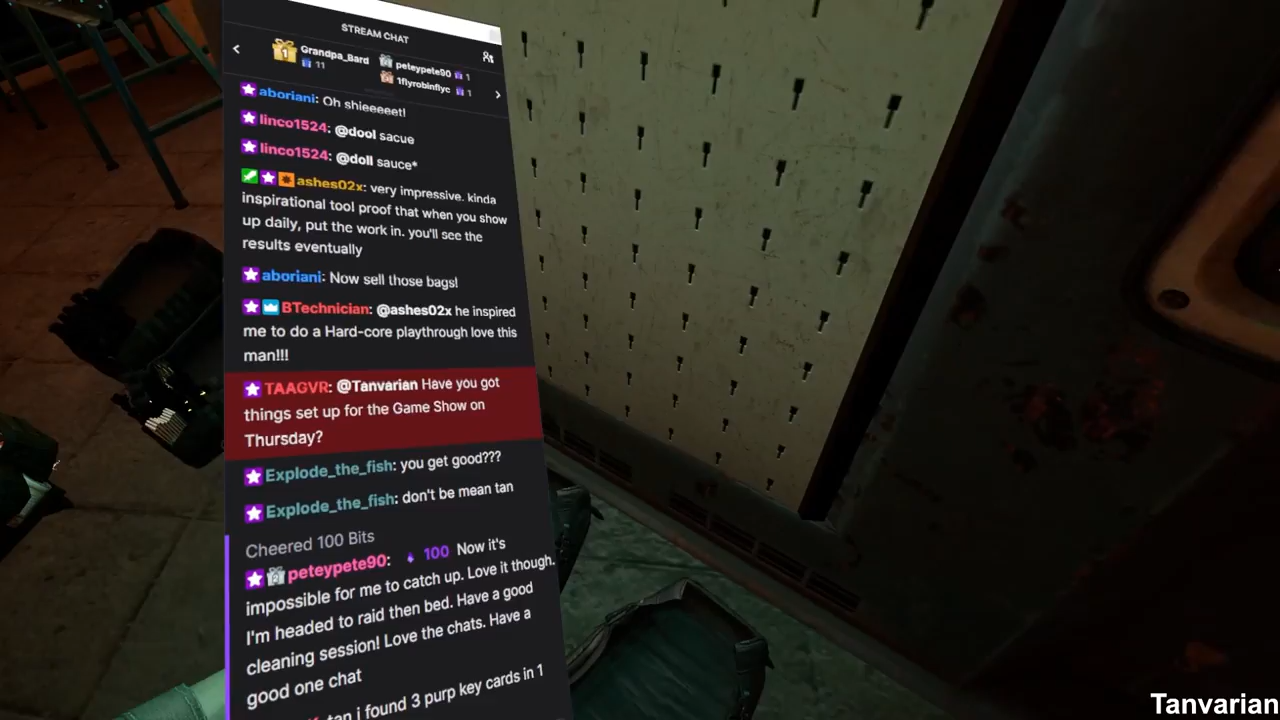 STREAM CHAT
1 Grandpa_Bard 11
peteypete90 1
1flyrobinflyc 1
aboriani: Oh shieeeeet!
linco1524: @dool sacue
linco1524: @doll sauce*
ashes02x: very impressive. kinda
inspirational tool proof that when you show
up daily, put the work in. you'll see the
results eventually
aboriani: Now sell those bags!
BTechnician: @ashes02x he inspired
me to do a Hard-core playthrough love this
man!!!
TAAGVR: @Tanvarian Have you got
things set up for the Game Show on
Thursday?
Explode_the_fish: you get good???
Explode_the_fish: don't be mean tan
Cheered 100 Bits
peteypete90: 100 Now it's
impossible for me to catch up. Love it though.
I'm headed to raid then bed. Have a good
cleaning session! Love the chats. Have a
good one chat
tan i found 3 purp key cards in 1
Tanvarian